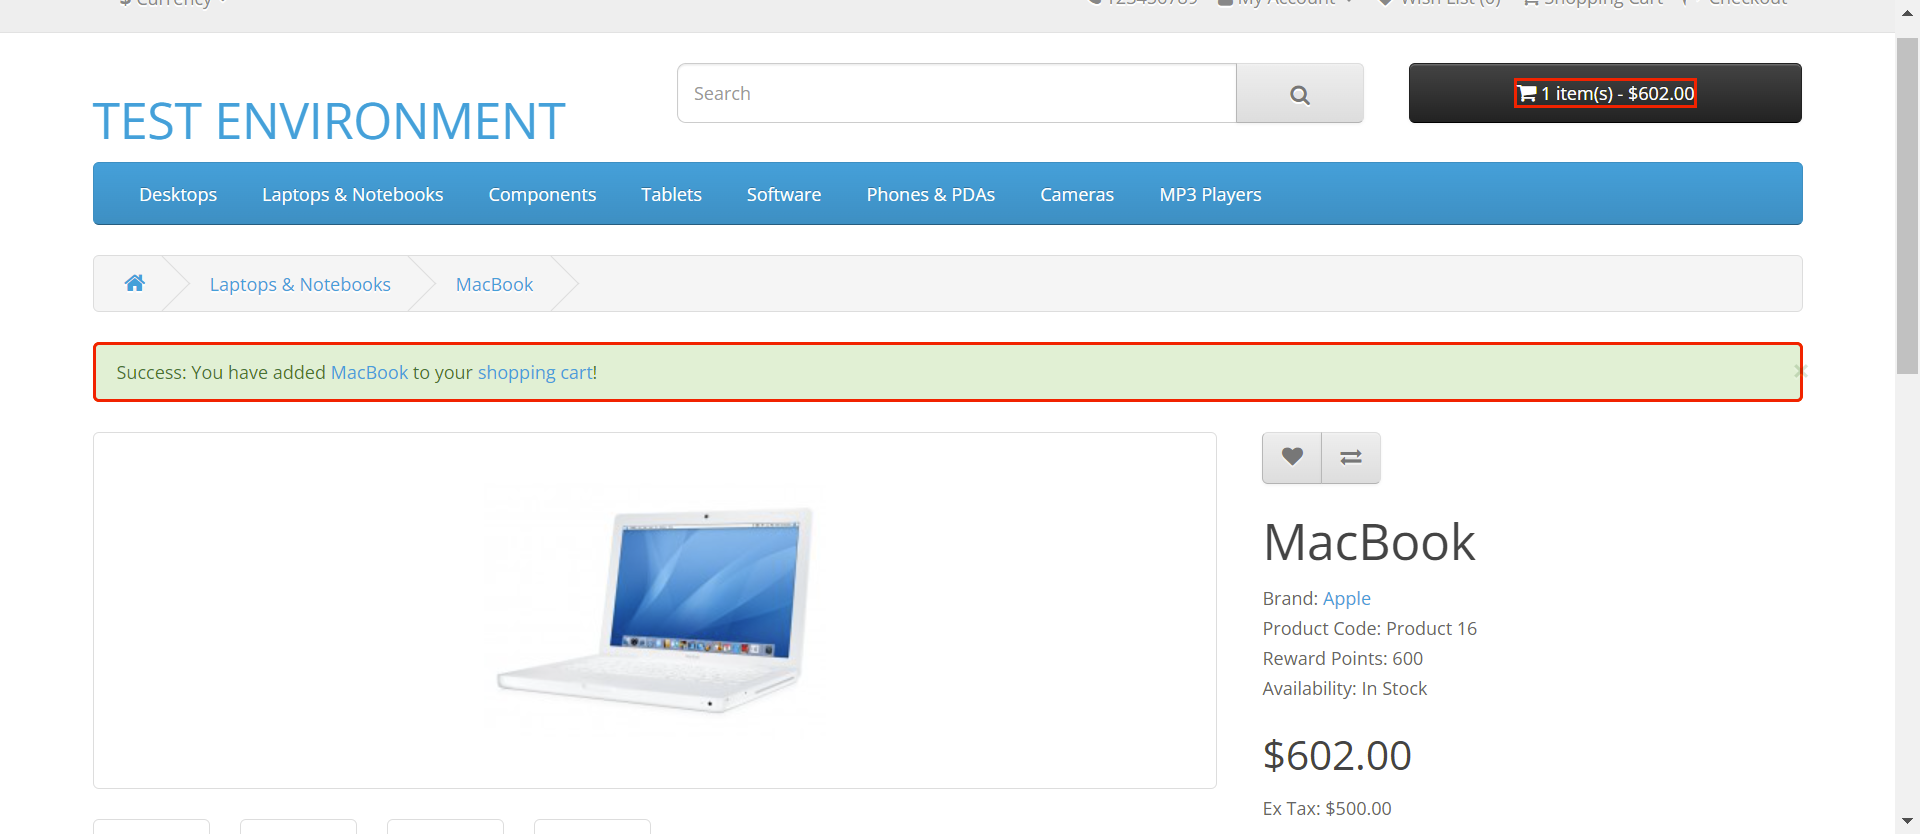 $ Currency
123456789 My Account Wish List (0) Shopping Cart Checkout
TEST ENVIRONMENT
Search
1 item(s) - $602.00
Desktops Laptops & Notebooks Components Tablets Software Phones & PDAs Cameras MP3 Players
Laptops & Notebooks MacBook
Success: You have added MacBook to your shopping cart!
×
MacBook
Brand: Apple
Product Code: Product 16
Reward Points: 600
Availability: In Stock
$602.00
Ex Tax: $500.00